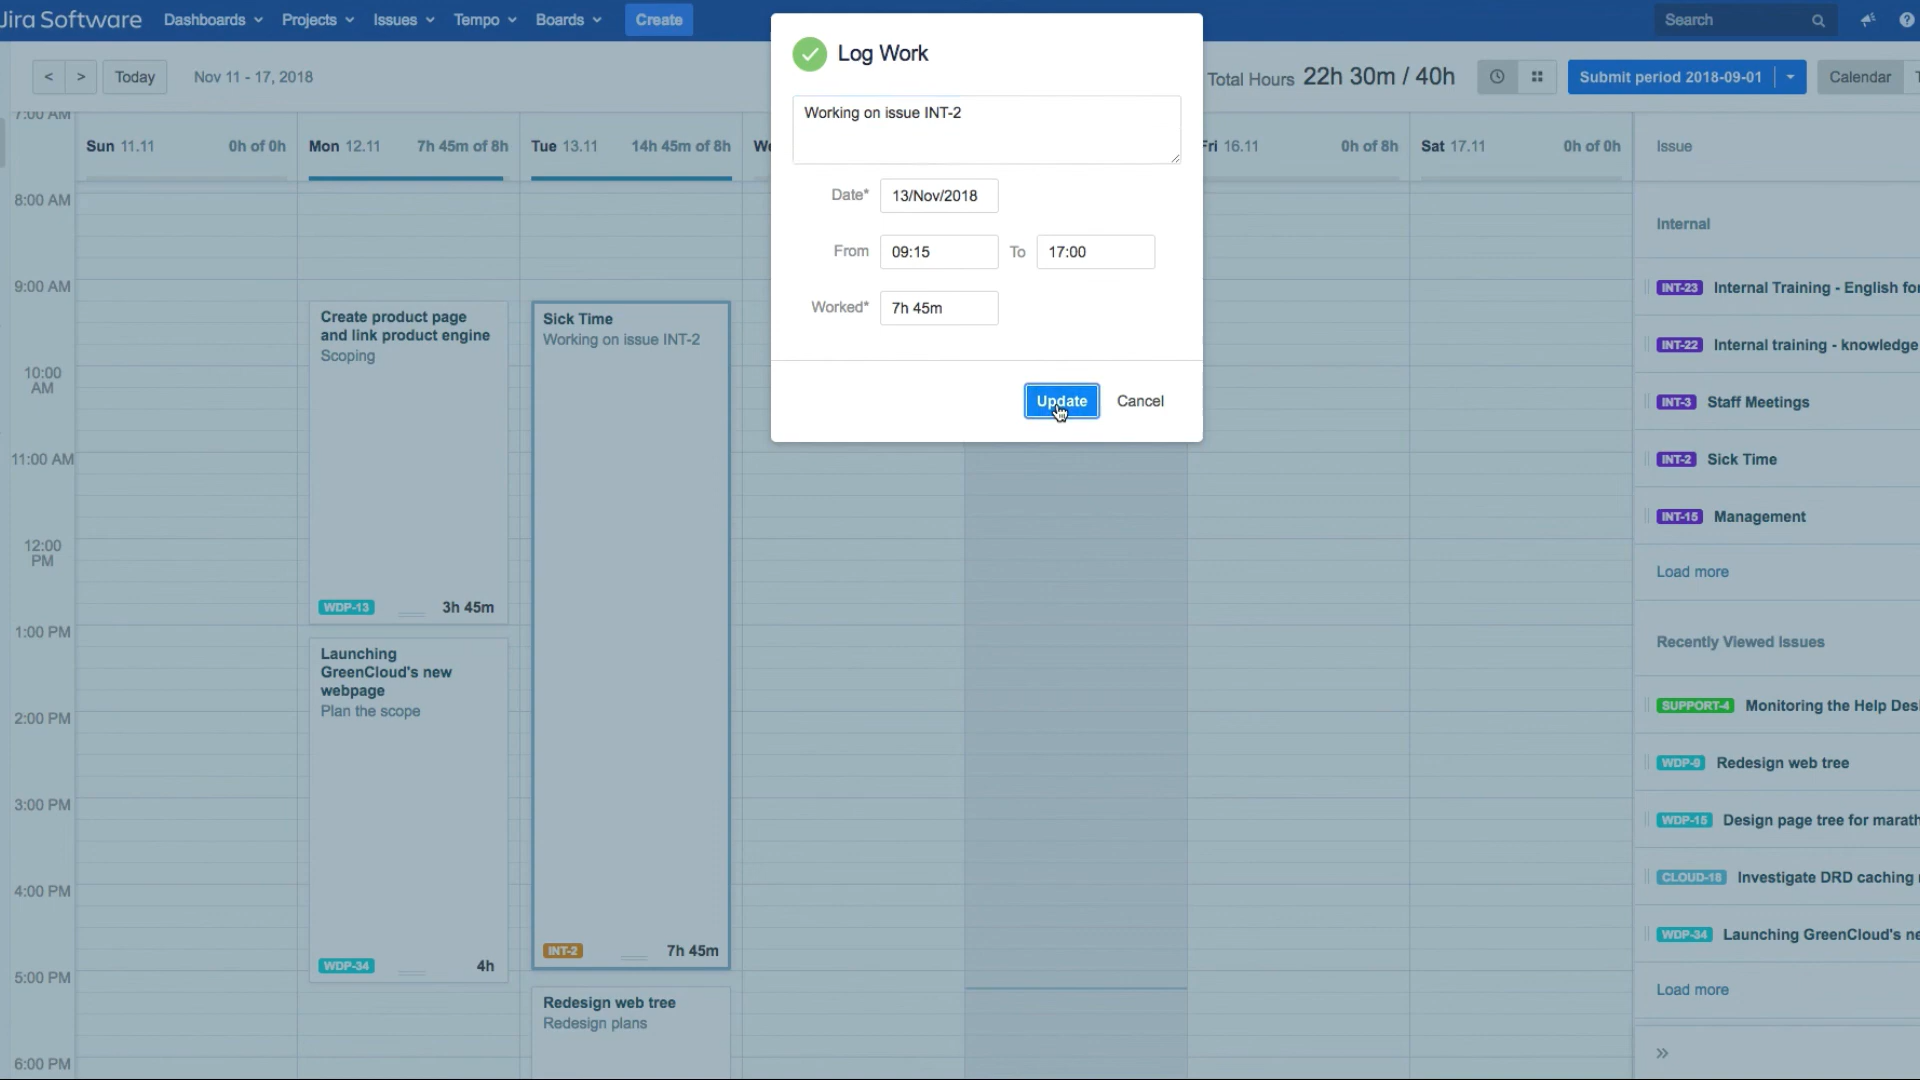 Jira Software Dashboards Projects Issues Tempo Boards Create Search
< > Today Nov 11 - 17, 2018
Total Hours 22h 30m / 40h Submit period 2018-09-01 Calendar
Log Work
Working on issue INT-2
Date* 13/Nov/2018
From 09:15 To 17:00
Worked* 7h 45m
Update Cancel
7:00 AM
Sun 11.11 0h of 0h
Mon 12.11 7h 45m of 8h
Tue 13.11 14h 45m of 8h
We
Fri 16.11 0h of 8h
Sat 17.11 0h of 0h
8:00 AM
9:00 AM
10:00
AM
11:00 AM
12:00
PM
1:00 PM
2:00 PM
3:00 PM
4:00 PM
5:00 PM
6:00 PM
Create product page
and link product engine
Scoping
WDP-13 3h 45m
Launching
GreenCloud's new
webpage
Plan the scope
WDP-34 4h
Sick Time
Working on issue INT-2
INT-2 7h 45m
Redesign web tree
Redesign plans
Issue
Internal
INT-23 Internal Training - English for
INT-22 Internal training - knowledge
INT-3 Staff Meetings
INT-2 Sick Time
INT-15 Management
Load more
Recently Viewed Issues
SUPPORT-4 Monitoring the Help Des
WDP-9 Redesign web tree
WDP-15 Design page tree for marath
CLOUD-18 Investigate DRD caching
WDP-34 Launching GreenCloud's ne
Load more